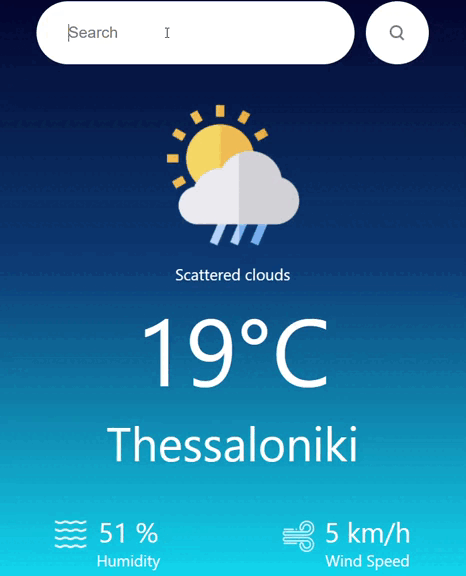 Search
Scattered clouds
19°C
Thessaloniki
51 %
Humidity
5 km/h
Wind Speed